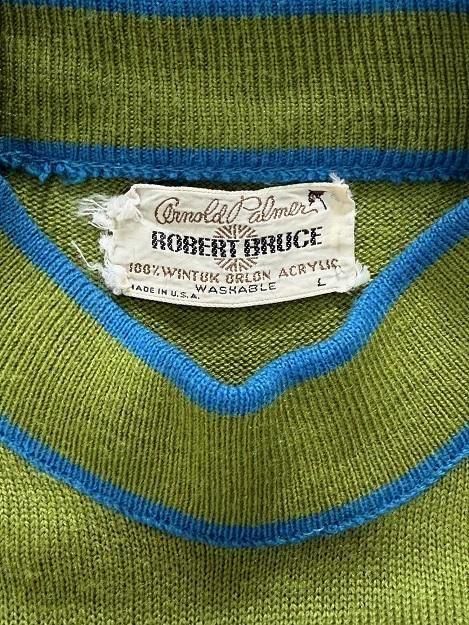 Arnold Palmer
ROBERT BRUCE
100% WINTUK ORLON ACRYLIC
WASHABLE L
MADE IN U.S.A.